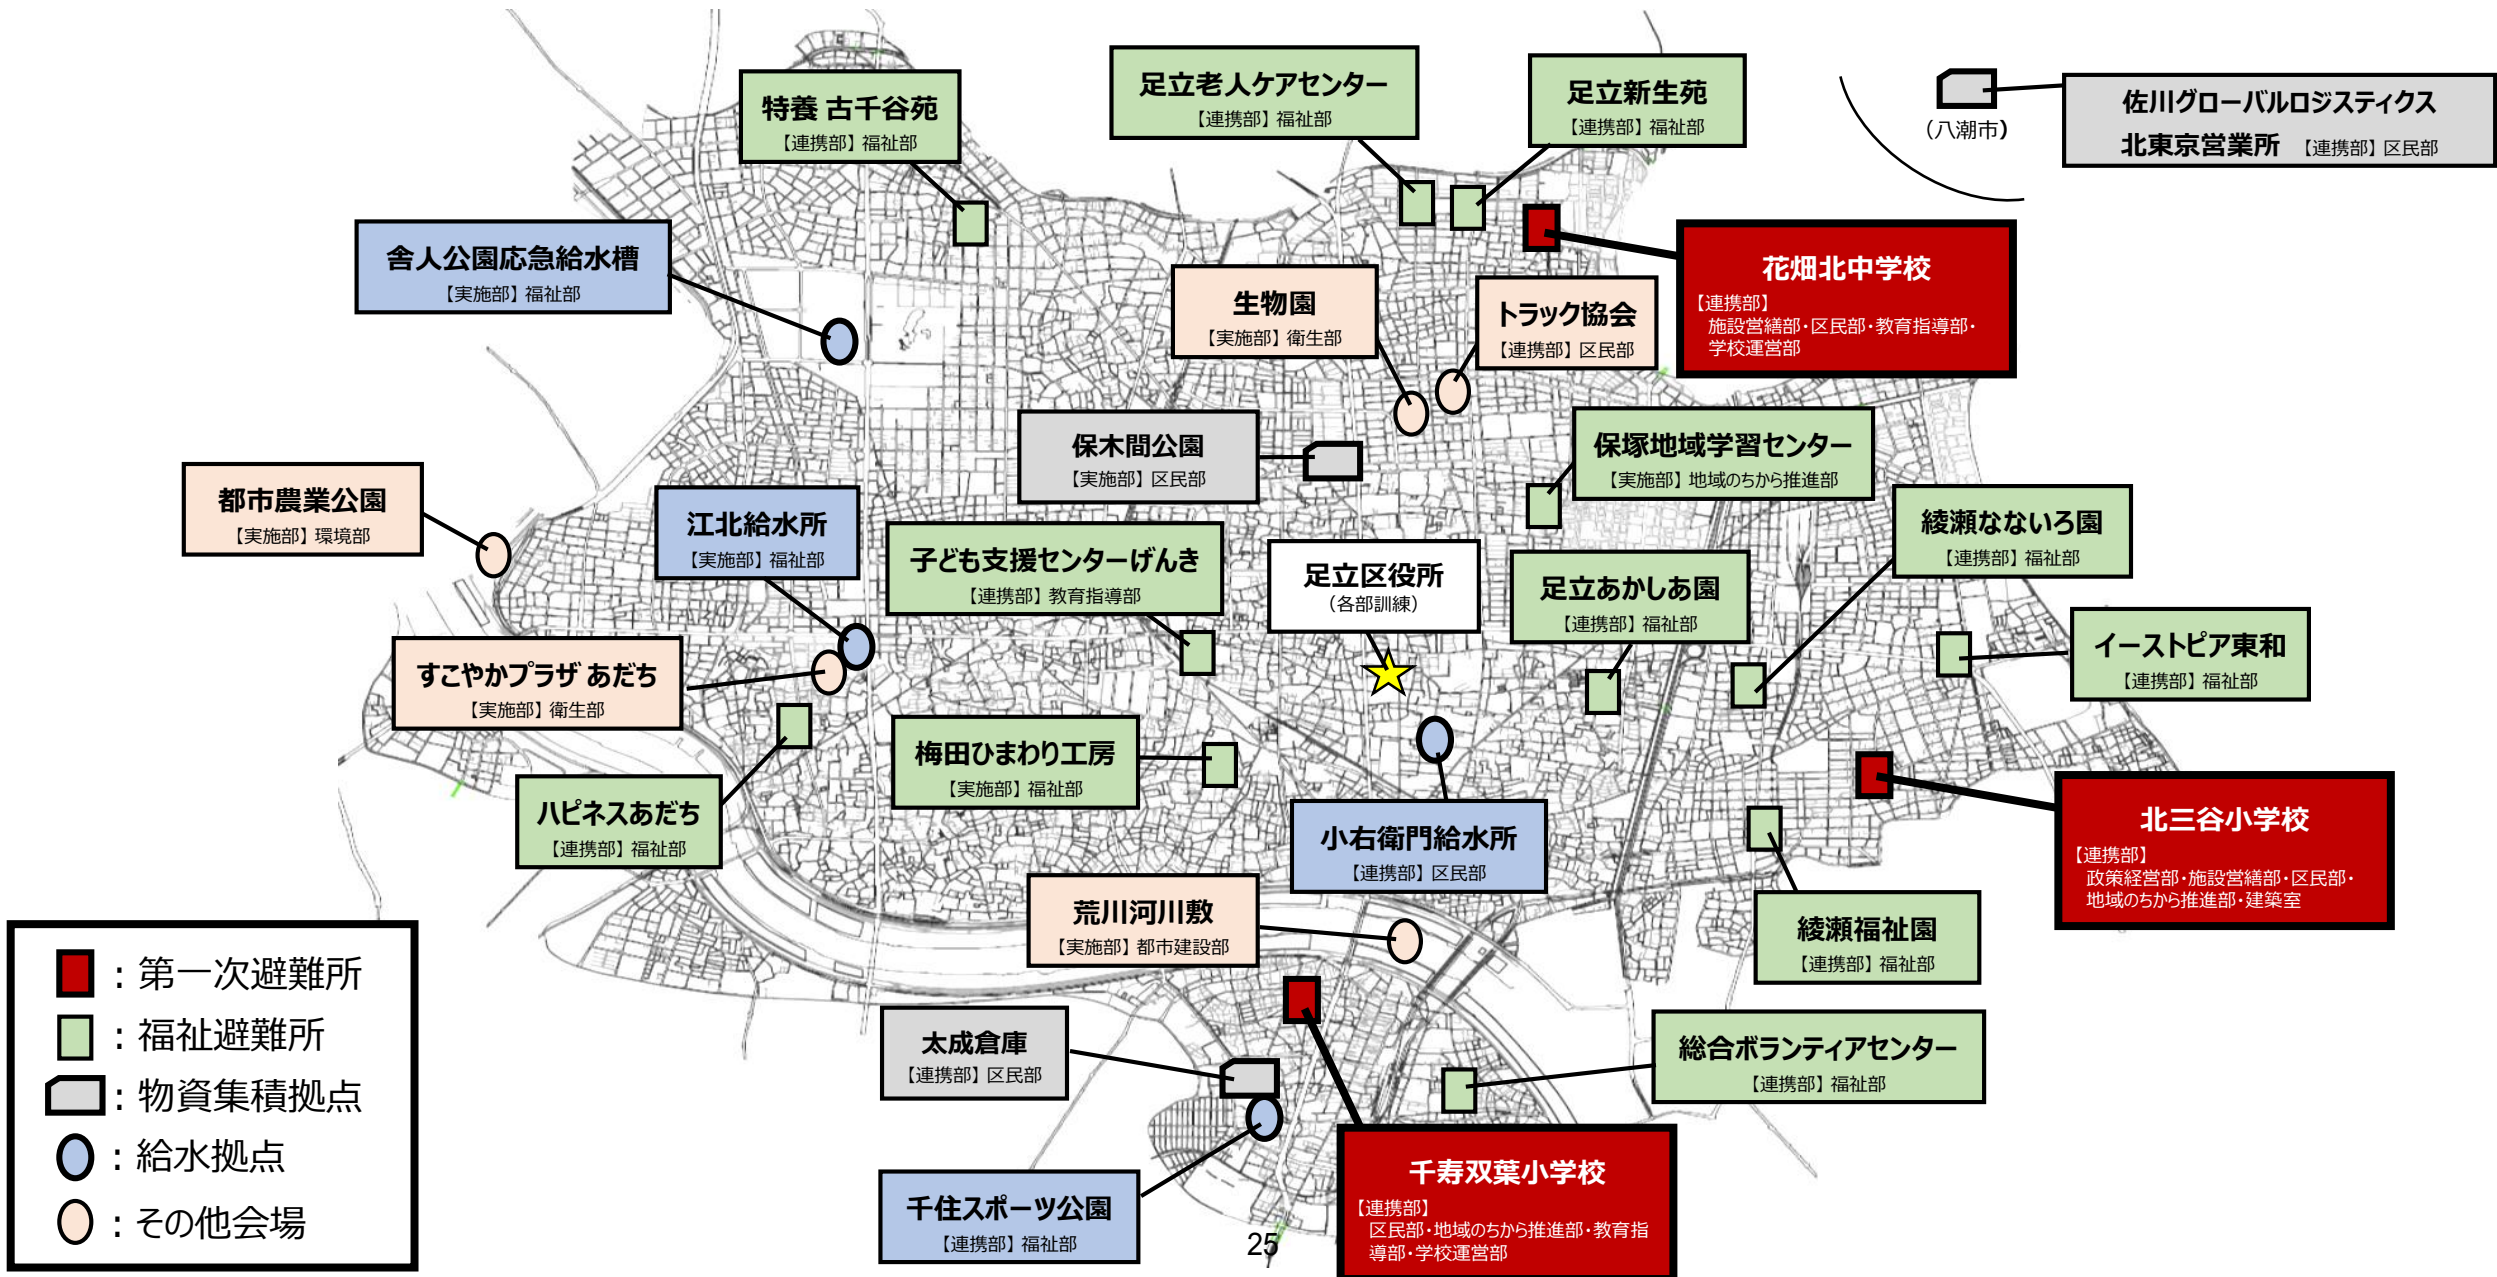 足立老人ケアセンター
【連携部】福祉部
足立新生苑
【連携部】福祉部
特養 古千谷苑
【連携部】福祉部
(八潮市)
佐川グローバルロジスティクス
北東京営業所 【連携部】区民部
舎人公園応急給水槽
【実施部】福祉部
生物園
【実施部】衛生部
トラック協会
【連携部】区民部
花畑北中学校
【連携部】
施設営繕部・区民部・教育指導部・
学校運営部
保木間公園
【実施部】区民部
保塚地域学習センター
【実施部】地域のちから推進部
都市農業公園
【実施部】環境部
江北給水所
【実施部】福祉部
子ども支援センターげんき
【連携部】教育指導部
足立区役所
(各部訓練)
足立あかしあ園
【連携部】福祉部
綾瀬なないろ園
【連携部】福祉部
イーストピア東和
【連携部】福祉部
すこやかプラザ あだち
【実施部】衛生部
梅田ひまわり工房
【実施部】福祉部
ハピネスあだち
【連携部】福祉部
小右衛門給水所
【連携部】区民部
北三谷小学校
【連携部】
政策経営部・施設営繕部・区民部・
地域のちから推進部・建築室
荒川河川敷
【実施部】都市建設部
綾瀬福祉園
【連携部】福祉部
太成倉庫
【連携部】区民部
総合ボランティアセンター
【連携部】福祉部
千住スポーツ公園
【連携部】福祉部
千寿双葉小学校
【連携部】
区民部・地域のちから推進部・教育指
導部・学校運営部
：第一次避難所
：福祉避難所
：物資集積拠点
：給水拠点
：その他会場
25